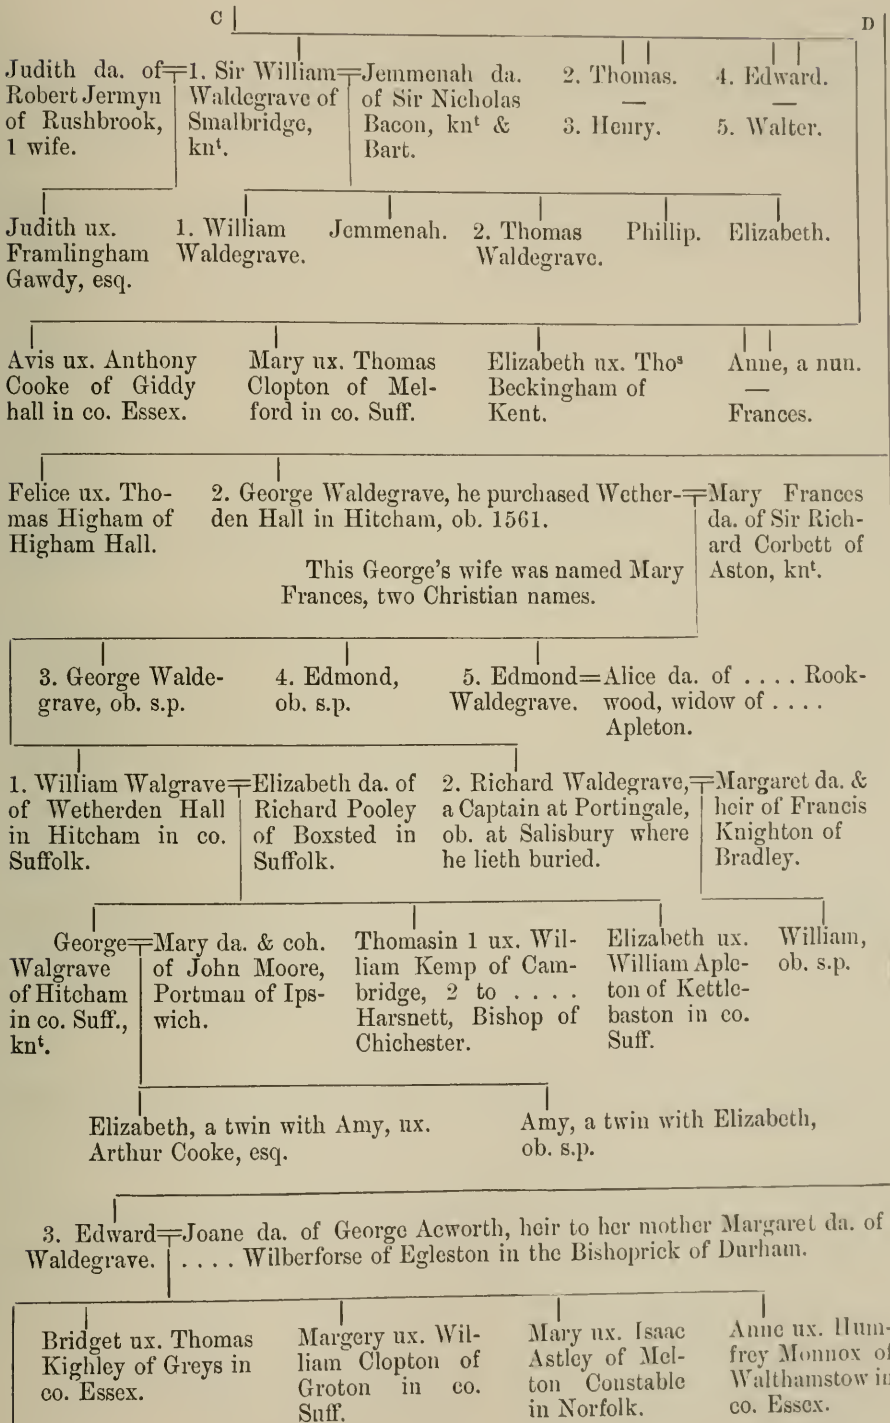 C
D
Judith da. of
Robert Jermyn
of Rushbrook,
1 wife.
1. Sir William
Waldegrave of
Smalbridge,
knt.
Jemmenah da.
of Sir Nicholas
Bacon, knt &
Bart.
2. Thomas.
—
3. Henry.
4. Edward.
—
5. Walter.
Judith ux.
Framlingham
Gawdy, esq.
1. William
Waldegrave.
Jemmenah.
2. Thomas
Waldegrave.
Phillip.
Elizabeth.
Avis ux. Anthony
Cooke of Giddy
hall in co. Essex.
Mary ux. Thomas
Clopton of Mel-
ford in co. Suff.
Elizabeth ux. Thos
Beckingham of
Kent.
Anne, a nun.
—
Frances.
Felice ux. Tho-
mas Higham of
Higham Hall.
2. George Waldegrave, he purchased Wether-
den Hall in Hitcham, ob. 1561.
This George's wife was named Mary
Frances, two Christian names.
Mary Frances
da. of Sir Rich-
ard Corbett of
Aston, knt.
3. George Walde-
grave, ob. s.p.
4. Edmond,
ob. s.p.
5. Edmond=
Waldegrave.
Alice da. of .... Rook-
wood, widow of ....
Apleton.
1. William Walgrave
of Wetherden Hall
in Hitcham in co.
Suffolk.
Elizabeth da. of
Richard Pooley
of Boxsted in
Suffolk.
2. Richard Waldegrave,
a Captain at Portingale,
ob. at Salisbury where
he lieth buried.
Margaret da. &
heir of Francis
Knighton of
Bradley.
George
Walgrave
of Hitcham
in co. Suff.,
knt.
Mary da. & coh.
of John Moore,
Portman of Ips-
wich.
Thomasin 1 ux. Wil-
liam Kemp of Cam-
bridge, 2 to ....
Harsnett, Bishop of
Chichester.
Elizabeth ux.
William Aple-
ton of Kettle-
baston in co.
Suff.
William,
ob. s.p.
Elizabeth, a twin with Amy, ux.
Arthur Cooke, esq.
Amy, a twin with Elizabeth,
ob. s.p.
3. Edward
Waldegrave.
Joane da. of George Acworth, heir to her mother Margaret da. of
.... Wilberforse of Egleston in the Bishoprick of Durham.
Bridget ux. Thomas
Kighley of Greys in
co. Essex.
Margery ux. Wil-
liam Clopton of
Groton in co.
Suff.
Mary ux. Isaac
Astley of Mel-
ton Constable
in Norfolk.
Anne ux. Hum-
frey Monnox of
Walthamstow in
co. Essex.